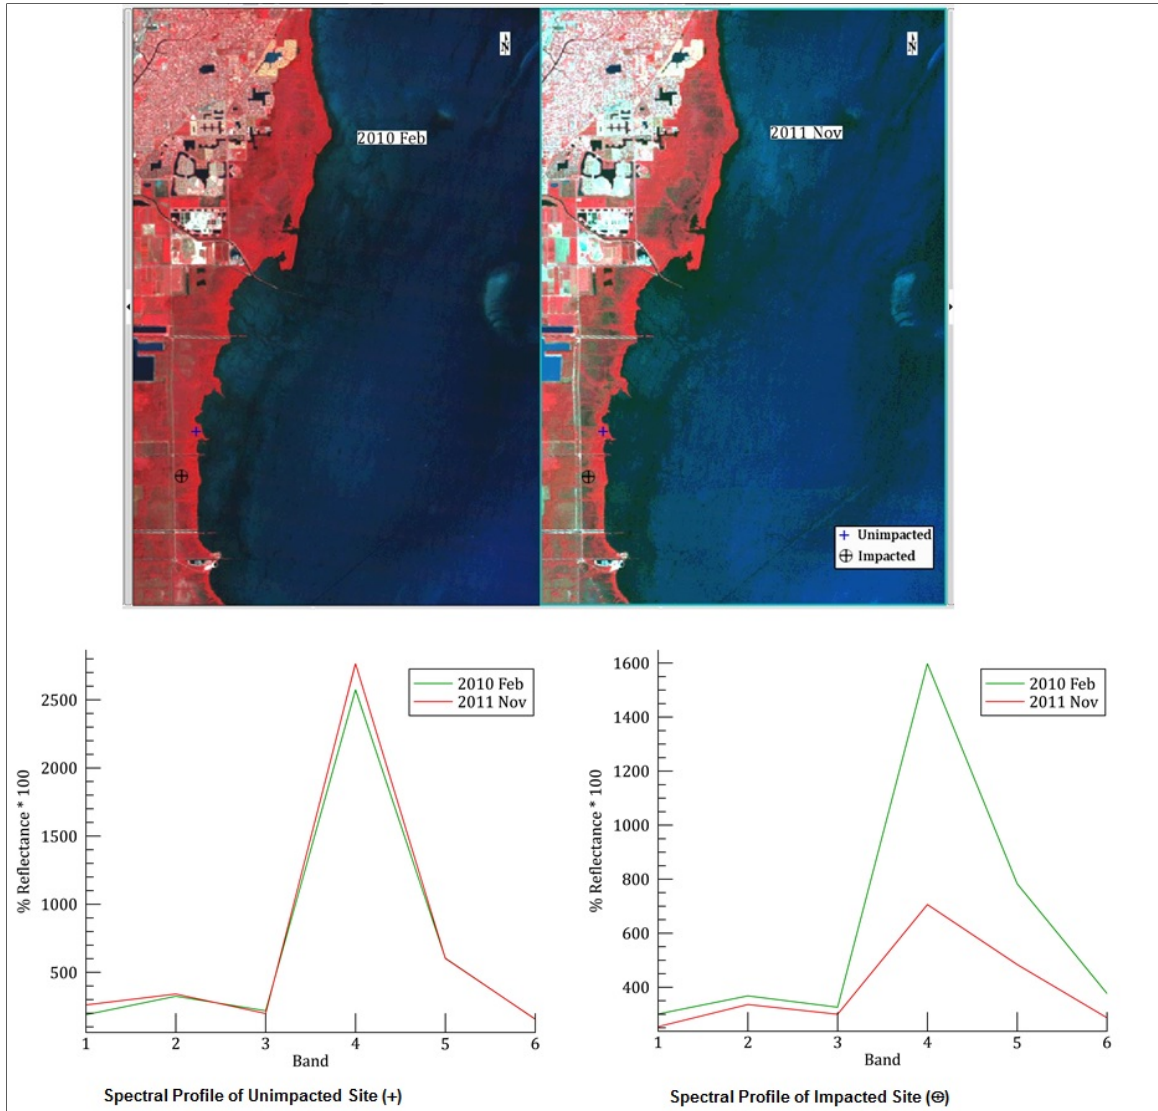 N
N
2010 Feb
2011 Nov
+ Unimpacted
⊕ Impacted
2010 Feb
2011 Nov
2500
2000
1500
1000
500
% Reflectance * 100
1 2 3 4 5 6
Band
Spectral Profile of Unimpacted Site (+)
2010 Feb
2011 Nov
1600
1400
1200
1000
800
600
400
% Reflectance * 100
1 2 3 4 5 6
Band
Spectral Profile of Impacted Site (⊕)